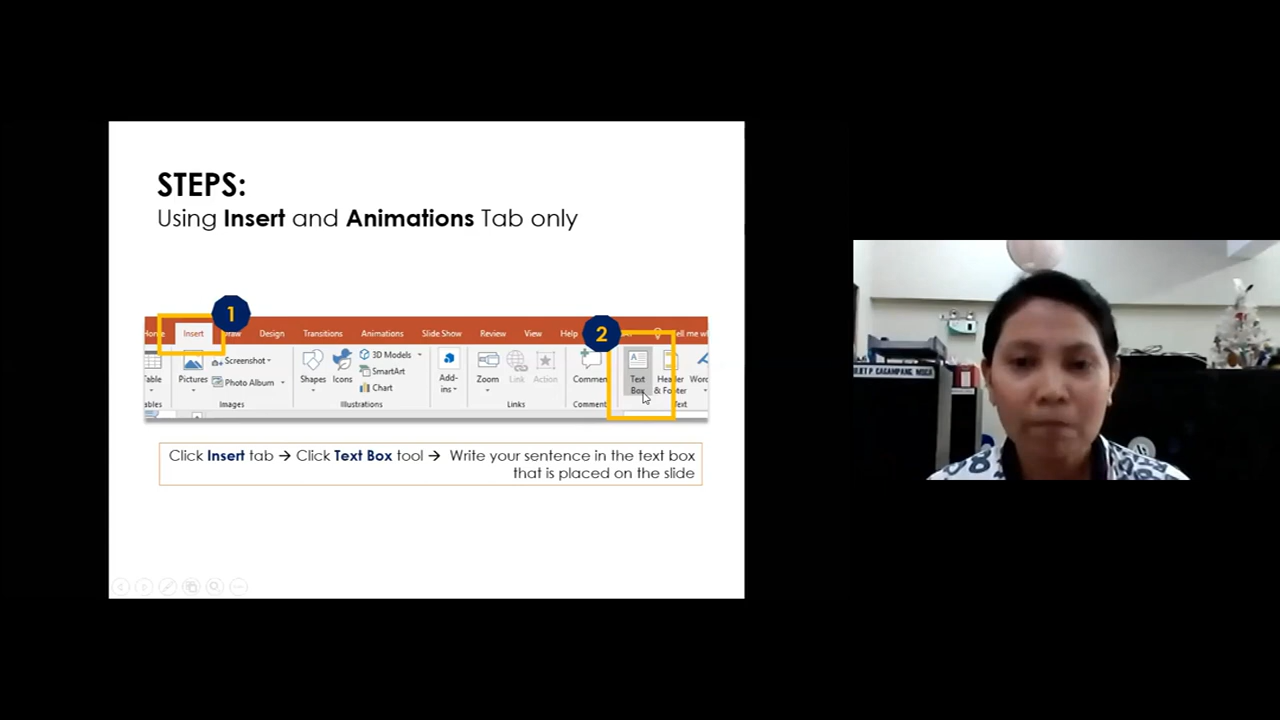 STEPS:
Using Insert and Animations Tab only
1
2
Insert
Design
Transitions
Animations
Slide Show
Review
View
Help
3D Models
Screenshot
SmartArt
Photo Album
Chart
Pictures
Shapes
Icons
Add-
ins
Zoom
Link
Action
Text
Box
Header
& Footer
Images
Illustrations
Links
Click Insert tab → Click Text Box tool → Write your sentence in the text box
that is placed on the slide